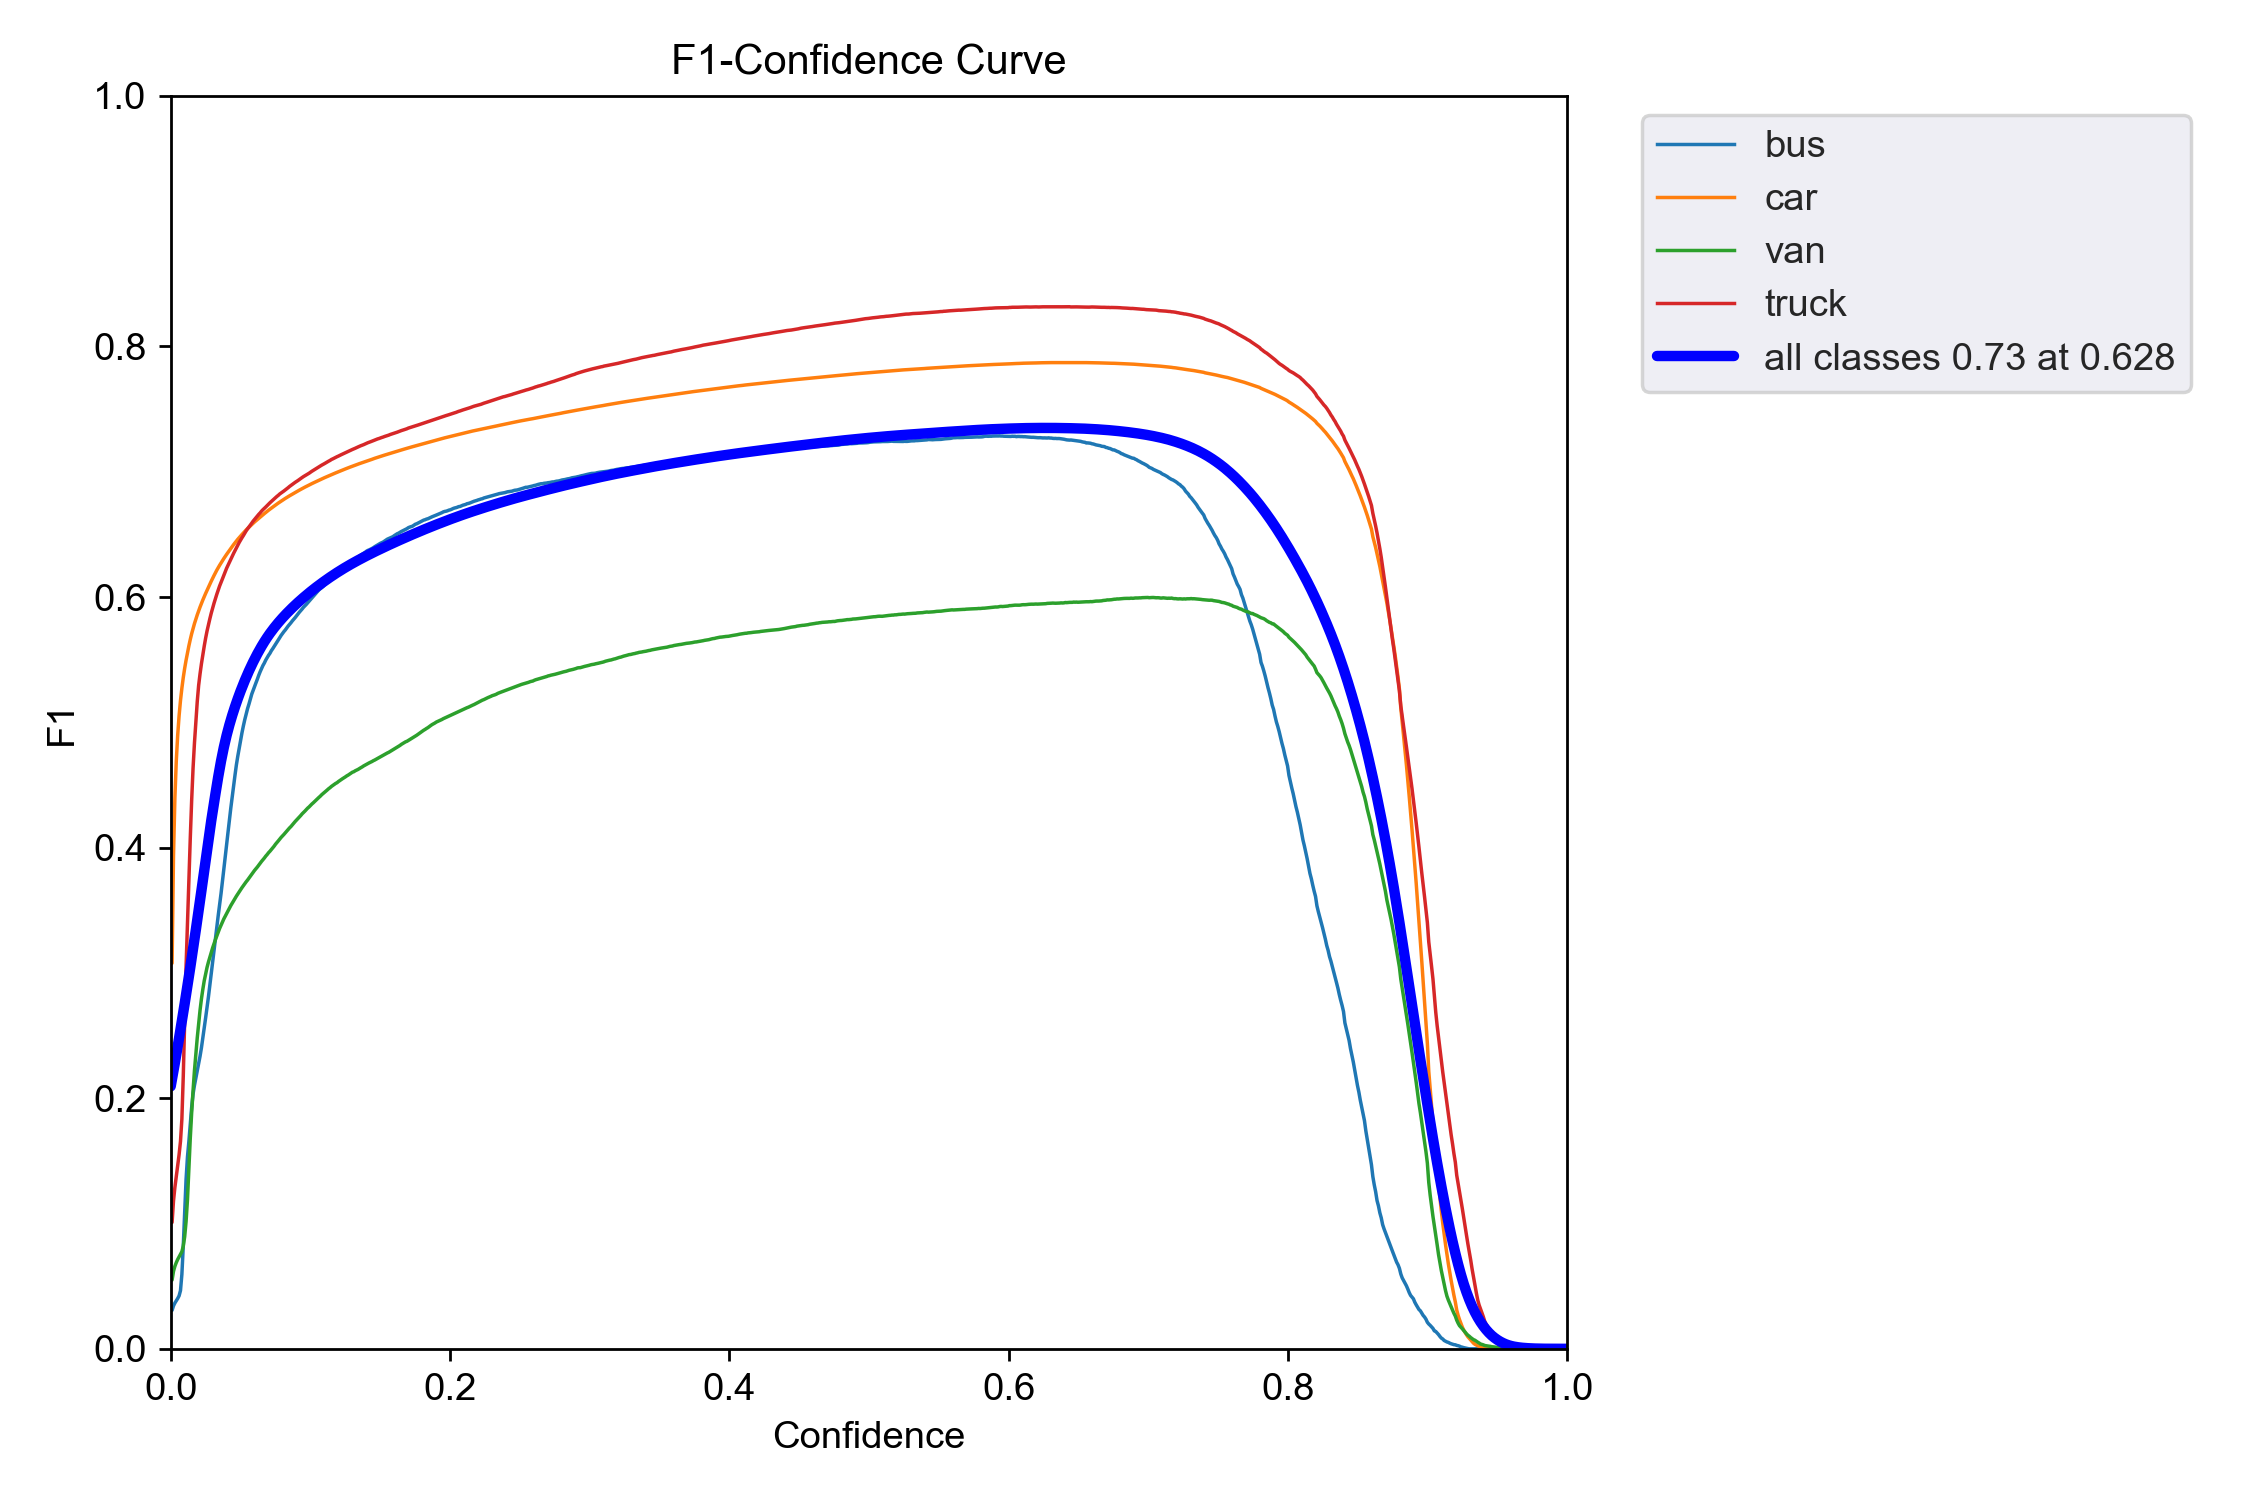 F1-Confidence Curve
1.0
0.8
0.6
0.4
0.2
0.0
F1
0.0 0.2 0.4 0.6 0.8 1.0
Confidence
bus
car
van
truck
all classes 0.73 at 0.628